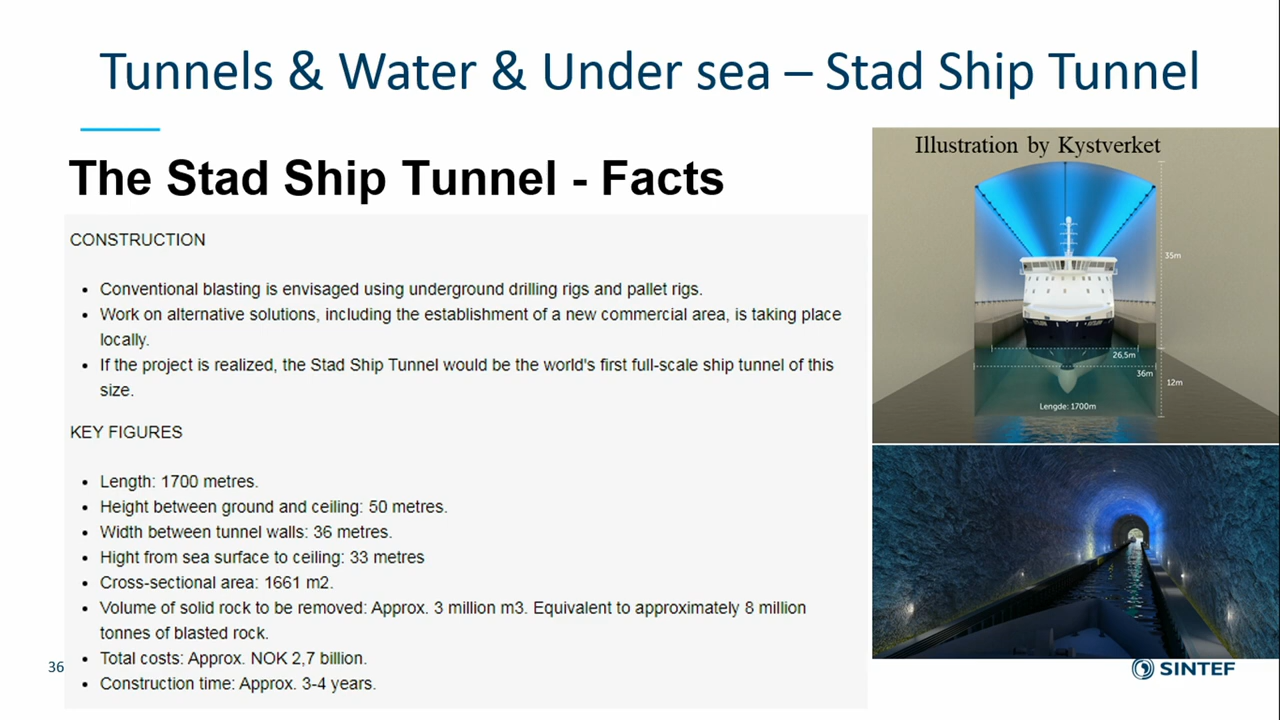 Tunnels & Water & Under sea – Stad Ship Tunnel
The Stad Ship Tunnel - Facts
CONSTRUCTION
• Conventional blasting is envisaged using underground drilling rigs and pallet rigs.
• Work on alternative solutions, including the establishment of a new commercial area, is taking place
locally.
• If the project is realized, the Stad Ship Tunnel would be the world's first full-scale ship tunnel of this
size.
KEY FIGURES
• Length: 1700 metres.
• Height between ground and ceiling: 50 metres.
• Width between tunnel walls: 36 metres.
• Hight from sea surface to ceiling: 33 metres
• Cross-sectional area: 1661 m2.
• Volume of solid rock to be removed: Approx. 3 million m3. Equivalent to approximately 8 million
tonnes of blasted rock.
• Total costs: Approx. NOK 2,7 billion.
• Construction time: Approx. 3-4 years.
Illustration by Kystverket
35m
26,5m
36m
12m
Lengde: 1700m
36
SINTEF